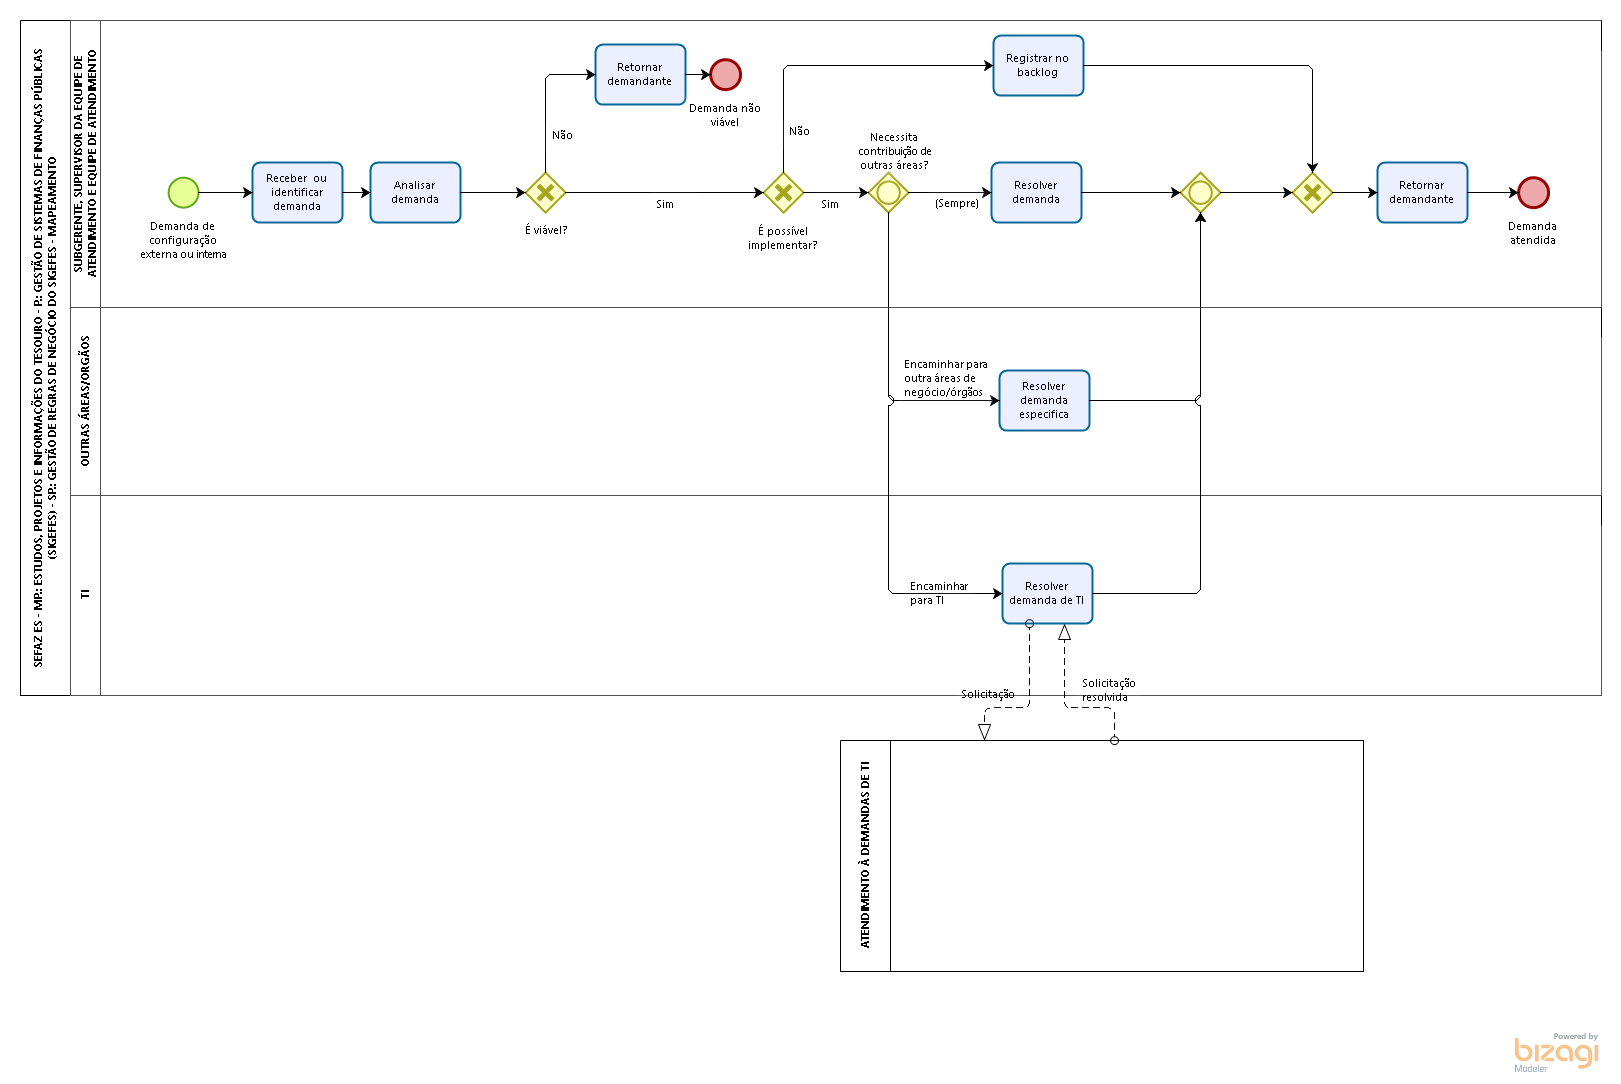 SEFAZ ES - MP.: ESTUDOS, PROJETOS E INFORMAÇÕES DO TESOURO - P.: GESTÃO DE SISTEMAS DE FINANÇAS PÚBLICAS
(SIGEFES) - SP.: GESTÃO DE REGRAS DE NEGÓCIO DO SIGEFES - MAPEAMENTO
SUBGERENTE, SUPERVISOR DA EQUIPE DE
ATENDIMENTO E EQUIPE DE ATENDIMENTO
Demanda de
configuração
externa ou interna
Receber ou
identificar
demanda
Analisar
demanda
É viável?
Não
Retornar
demandante
Demanda não
viável
Sim
É possível
implementar?
Não
Registrar no
backlog
Sim
Necessita
contribuição de
outras áreas?
(Sempre)
Resolver
demanda
Retornar
demandante
Demanda
atendida
OUTRAS ÁREAS/ORGÃOS
Encaminhar para
outra áreas de
negócio/órgãos
Resolver
demanda
especifica
TI
Encaminhar
para TI
Resolver
demanda de TI
Solicitação
Solicitação
resolvida
ATENDIMENTO À DEMANDAS DE TI
Powered by
bizagi
Modeler